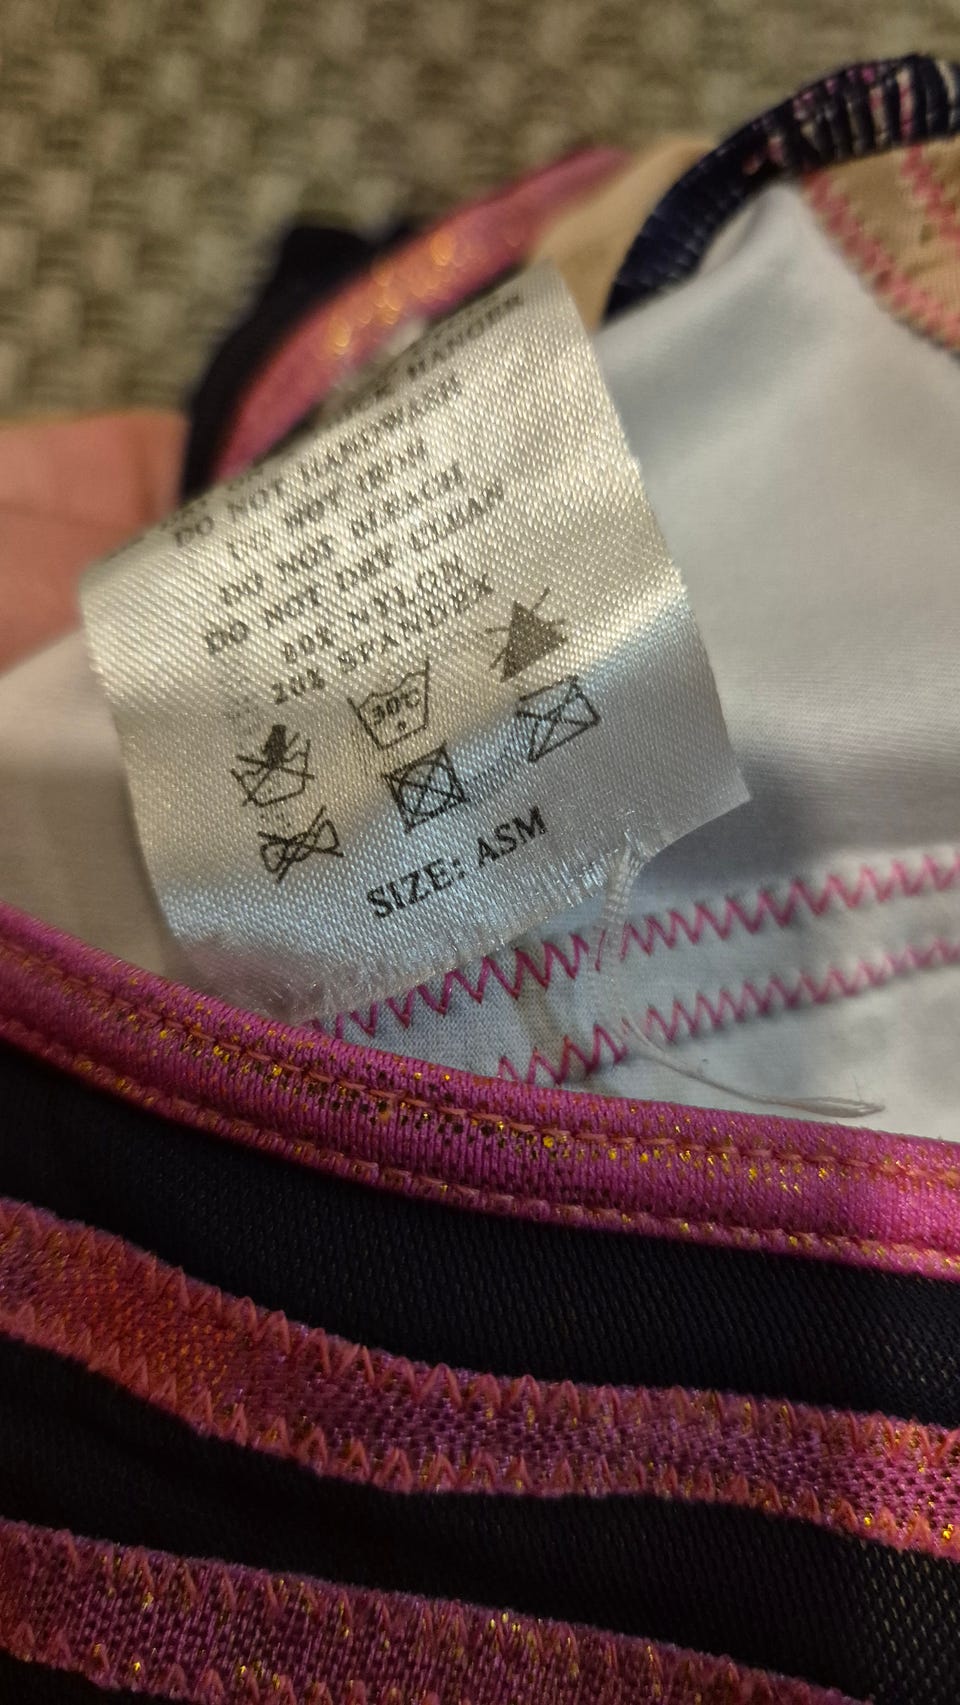 DO NOT HANDWASH
DO NOT IRON
DO NOT BLEACH
DO NOT DRY CLEAN
80% NYLON
20% SPANDEX
30°C
SIZE: ASM